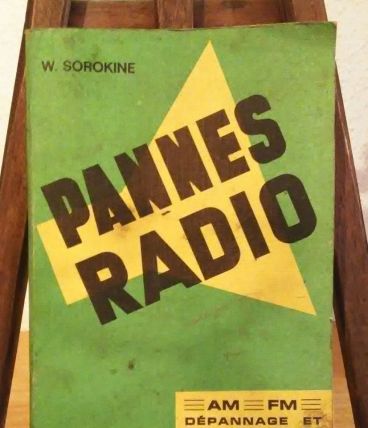 W. SOROKINE
PANNES
RADIO
AM FM
DÉPANNAGE ET